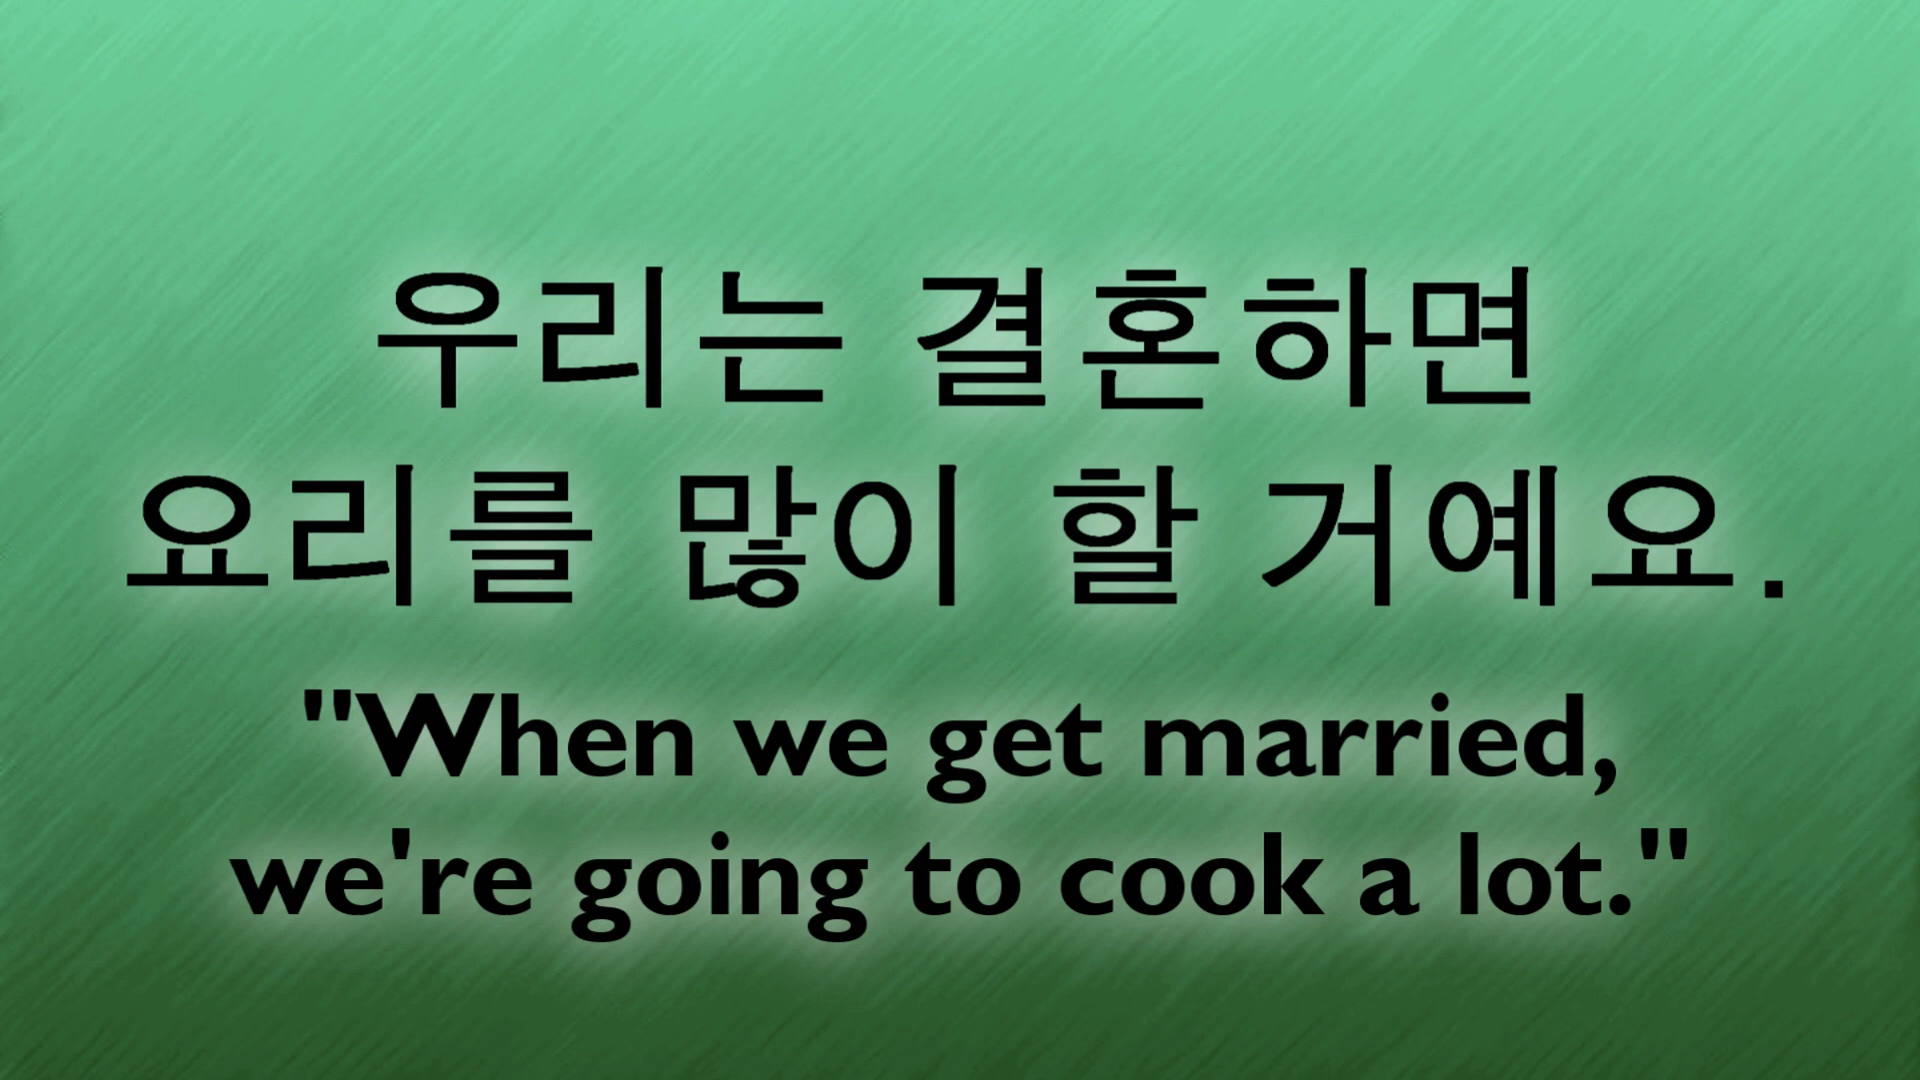 우리는 결혼하면
요리를 많이 할 거예요.
"When we get married,
we're going to cook a lot."